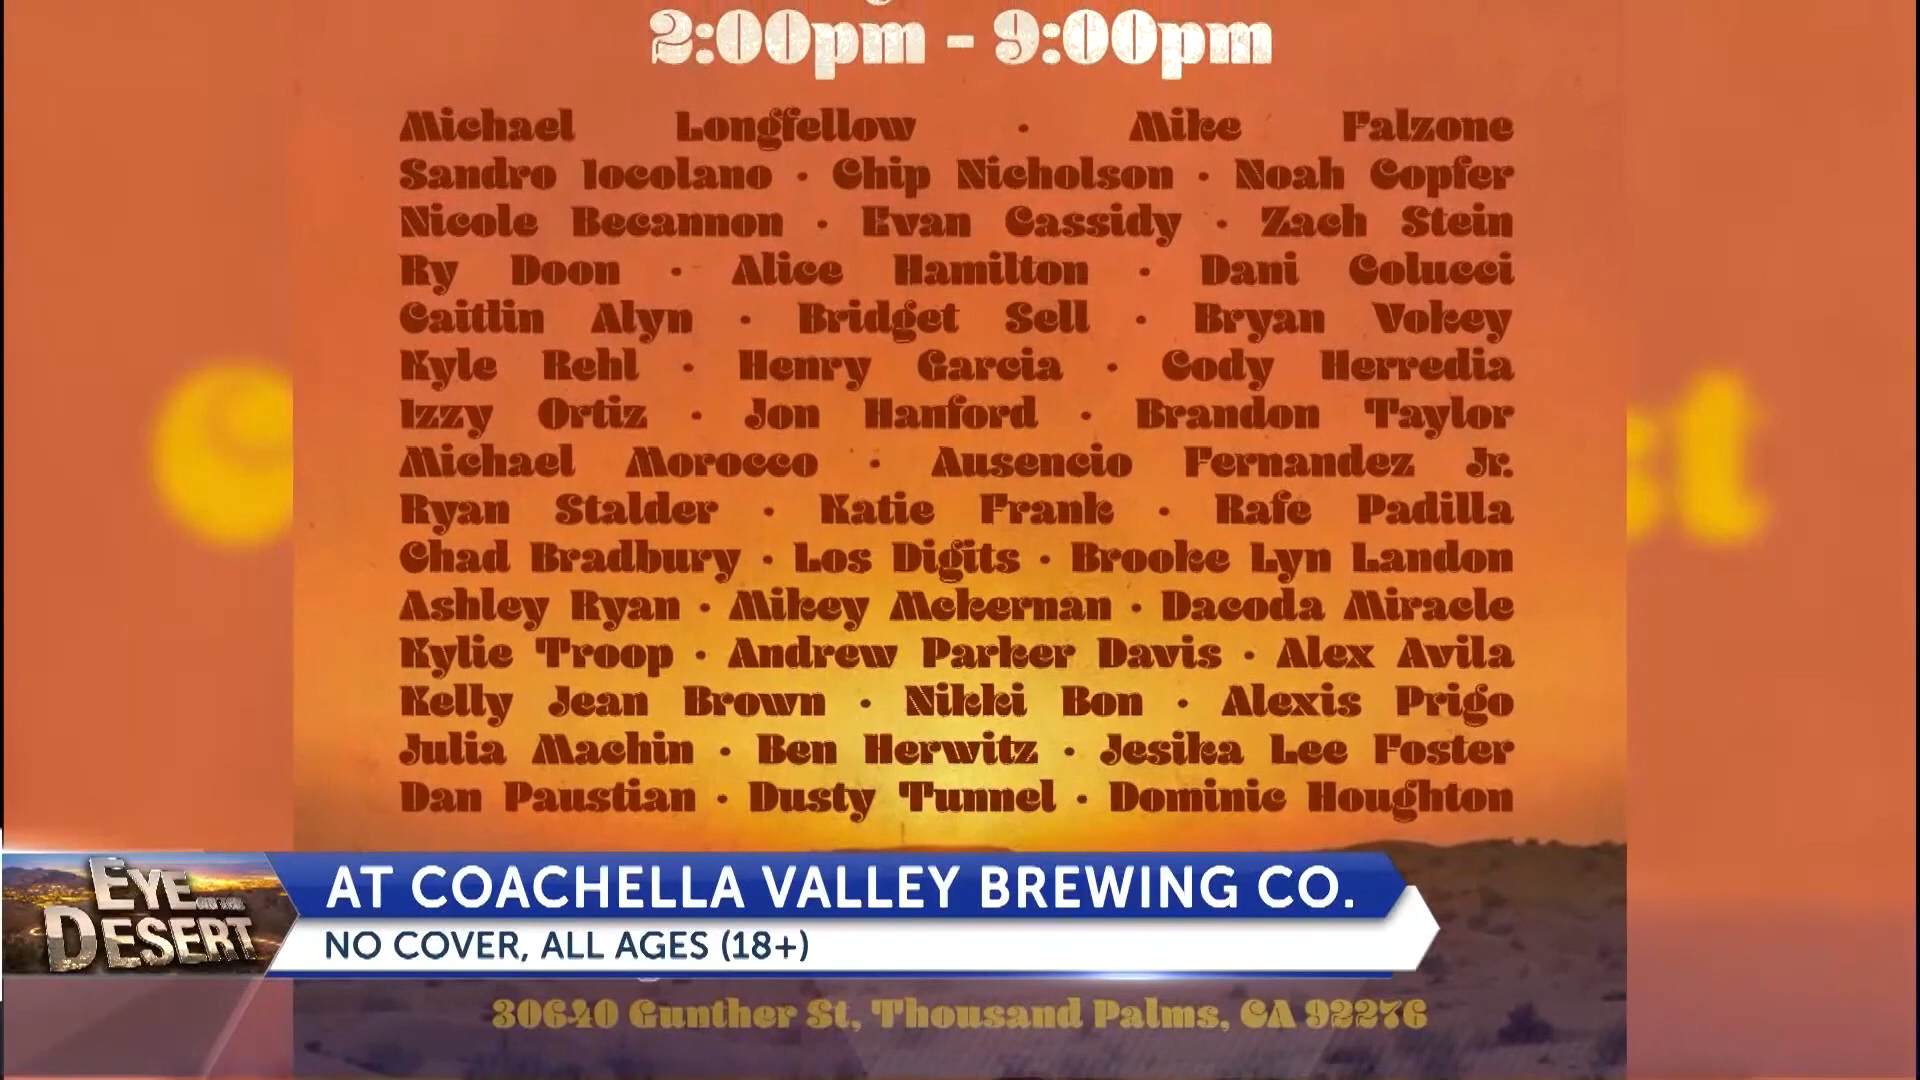 2:00pm - 9:00pm
Michael Longfellow · Mike Falzone
Sandro Iocolano · Chip Nicholson · Noah Copfer
Nicole Becannon · Evan Cassidy · Zach Stein
Ry Doon · Alice Hamilton · Dani Colucci
Caitlin Alyn · Bridget Sell · Bryan Vokey
Kyle Rehl · Henry Garcia · Cody Herredia
Izzy Ortiz · Jon Hanford · Brandon Taylor
Michael Morocco · Ausencio Fernandez Jr.
Ryan Stalder · Katie Frank · Rafe Padilla
Chad Bradbury · Los Digits · Brooke Lyn Landon
Ashley Ryan · Mikey Mckernan · Dacoda Miracle
Kylie Troop · Andrew Parker Davis · Alex Avila
Kelly Jean Brown · Nikki Bon · Alexis Prigo
Julia Machin · Ben Herwitz · Jesika Lee Foster
Dan Paustian · Dusty Tunnel · Dominic Houghton
EYE ON THE DESERT
AT COACHELLA VALLEY BREWING CO.
NO COVER, ALL AGES (18+)
30640 Gunther St, Thousand Palms, CA 92276